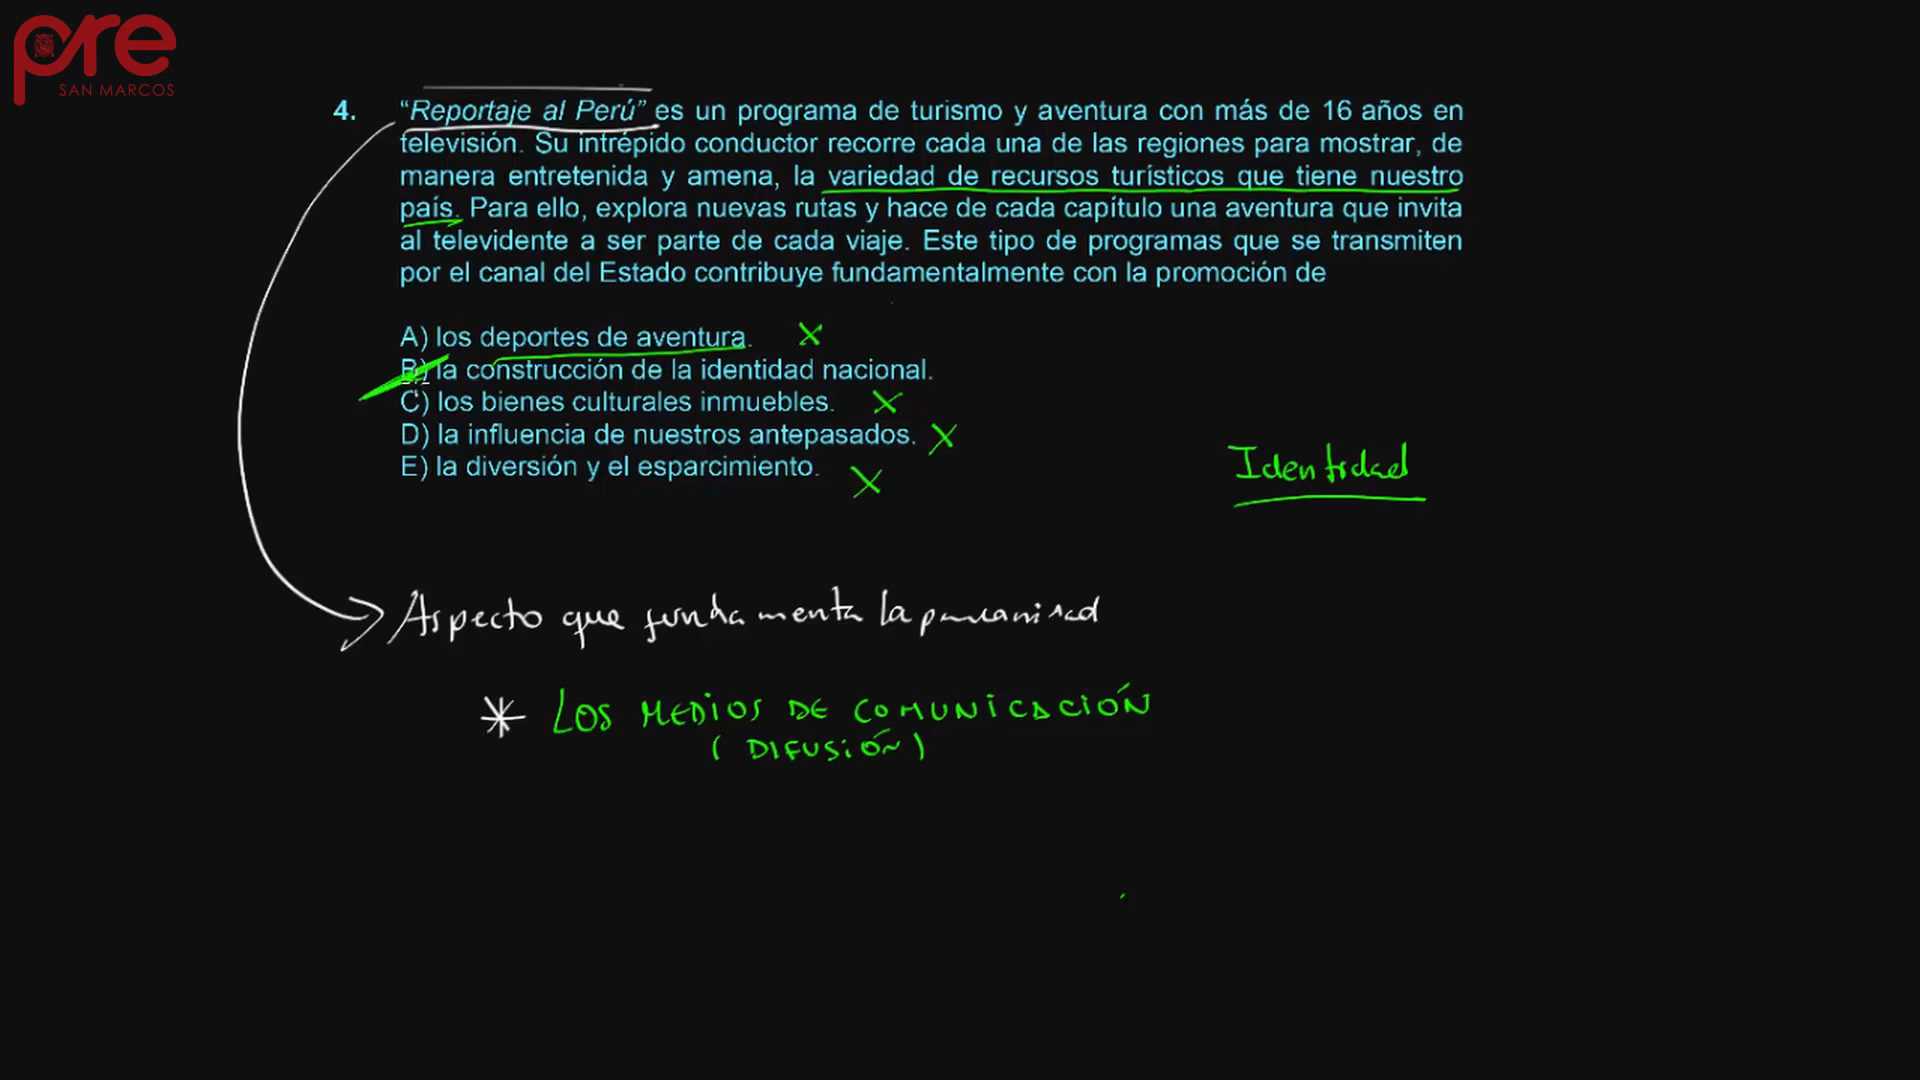 pre
SAN MARCOS
4. “Reportaje al Perú” es un programa de turismo y aventura con más de 16 años en
televisión. Su intrépido conductor recorre cada una de las regiones para mostrar, de
manera entretenida y amena, la variedad de recursos turísticos que tiene nuestro
país. Para ello, explora nuevas rutas y hace de cada capítulo una aventura que invita
al televidente a ser parte de cada viaje. Este tipo de programas que se transmiten
por el canal del Estado contribuye fundamentalmente con la promoción de
A) los deportes de aventura.
B) la construcción de la identidad nacional.
C) los bienes culturales inmuebles.
D) la influencia de nuestros antepasados.
E) la diversión y el esparcimiento.
Identidad
Aspecto que fundamenta la peruanidad
* LOS MEDIOS DE COMUNICACIÓN
(DIFUSIÓN)